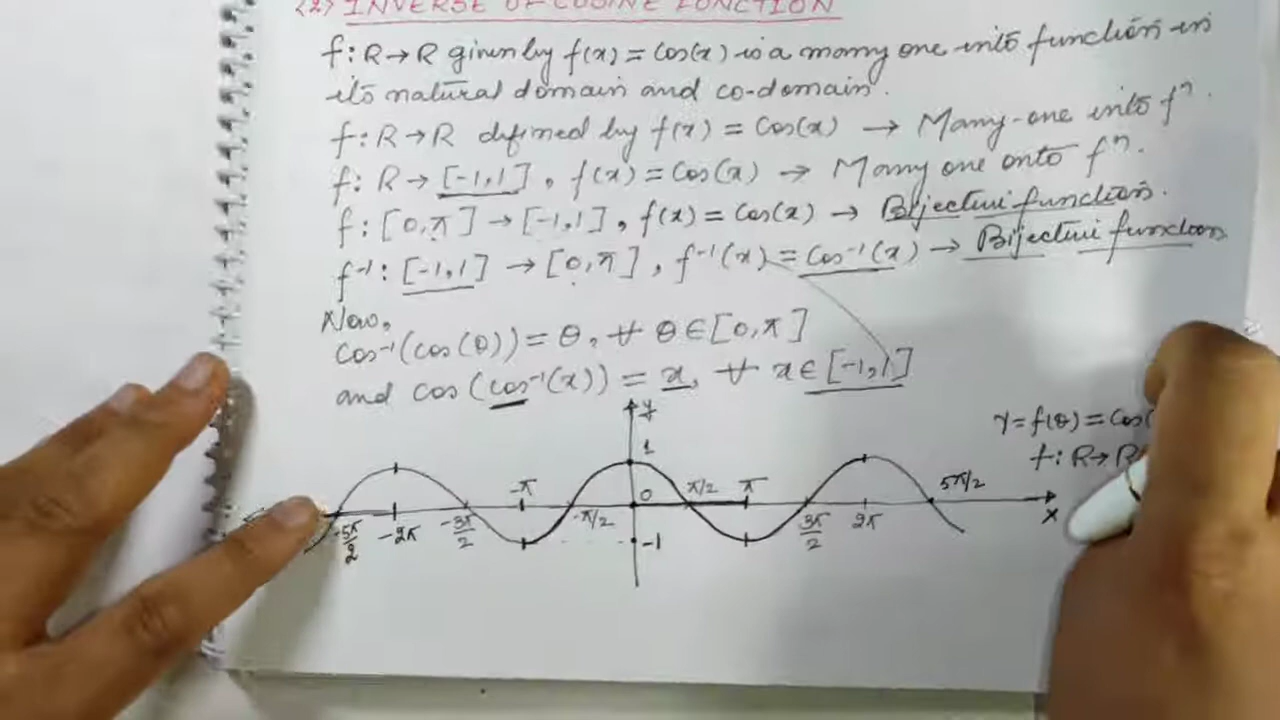 (2) INVERSE OF COSINE FUNCTION
f: R→R given by f(x) = Cos(x) is a many one into function in
its natural domain and co-domain.
f: R→R defined by f(x) = Cos(x) → Many-one into fⁿ.
f: R→[-1,1], f(x) = Cos(x) → Many one onto fⁿ.
f: [0,π] → [-1,1], f(x) = Cos(x) → Bijective function.
f⁻¹: [-1,1] → [0,π], f⁻¹(x) = Cos⁻¹(x) → Bijective function
Now,
cos⁻¹(cos(θ)) = θ, ∀ θ∈[0,π]
and cos(cos⁻¹(x)) = x, ∀ x∈[-1,1]
y
Y=f(θ)=Cos(
f: R→R
1
-π 0 π/2 π 5π/2
-5π/2 -2π -3π/2 -π/2 3π/2 2π X
-1